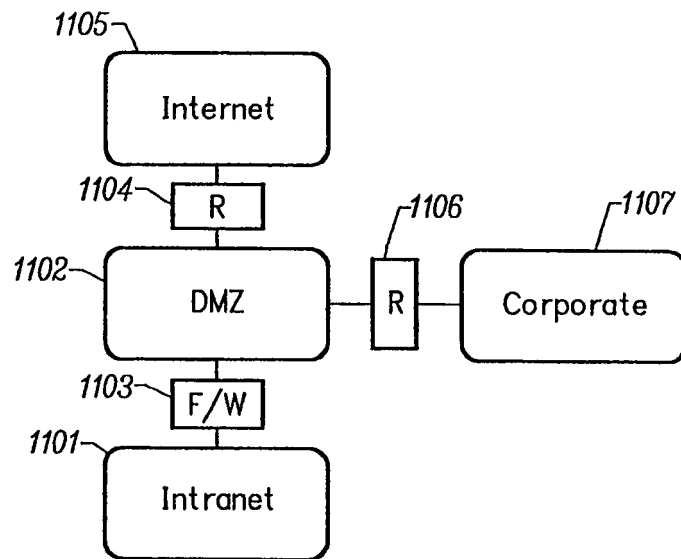 1105
Internet
1104
R
1106
1107
1102
DMZ
R
Corporate
1103
F/W
1101
Intranet